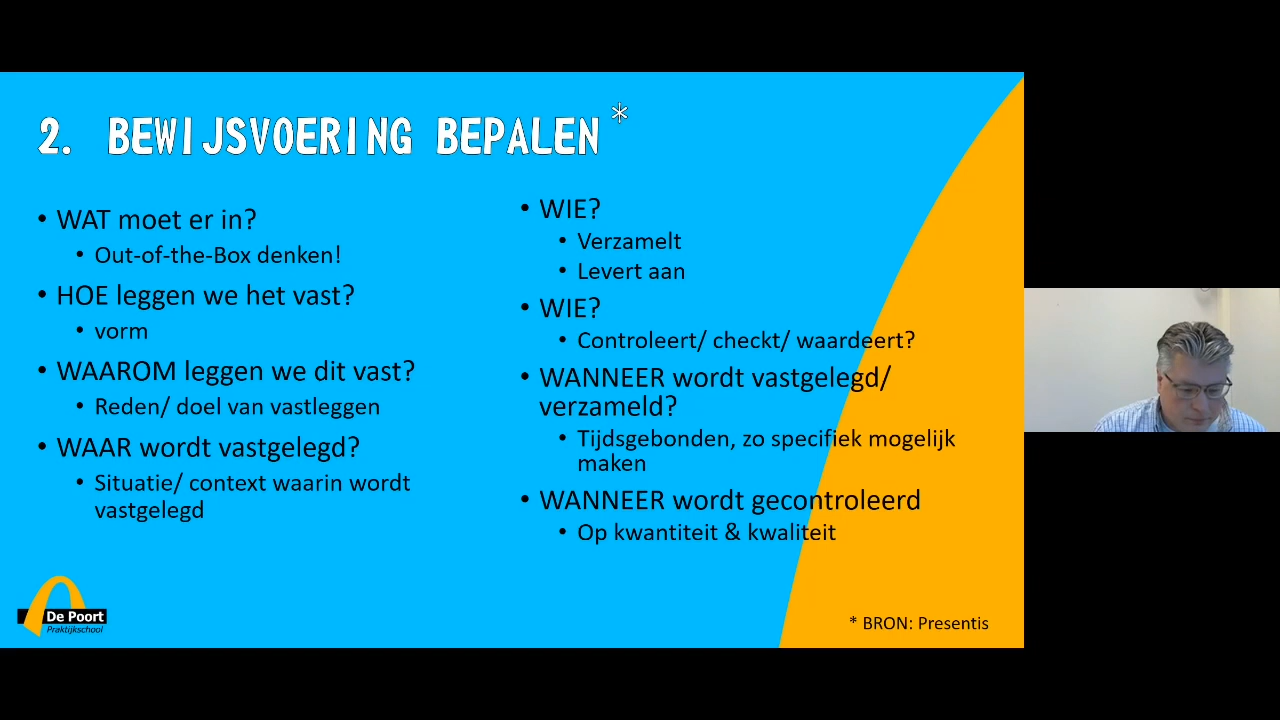 2. BEWIJSVOERING BEPALEN*
• WAT moet er in?
• Out-of-the-Box denken!
• HOE leggen we het vast?
• vorm
• WAAROM leggen we dit vast?
• Reden/ doel van vastleggen
• WAAR wordt vastgelegd?
• Situatie/ context waarin wordt
vastgelegd
• WIE?
• Verzamelt
• Levert aan
• WIE?
• Controleert/ checkt/ waardeert?
• WANNEER wordt vastgelegd/
verzameld?
• Tijdsgebonden, zo specifiek mogelijk
maken
• WANNEER wordt gecontroleerd
• Op kwantiteit & kwaliteit
De Poort
Praktijkschool
* BRON: Presentis